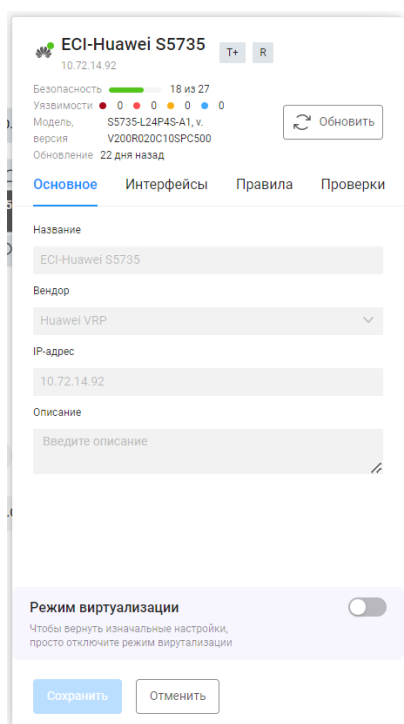 ECI-Huawei S5735 T+ R
10.72.14.92
Безопасность 18 из 27
Уязвимости 0 0 0 0
Модель, S5735-L24P4S-A1, v.
версия V200R020C10SPC500
Обновление 22 дня назад
Обновить
Основное Интерфейсы Правила Проверки
Название
ECI-Huawei S5735
Вендор
Huawei VRP
IP-адрес
10.72.14.92
Описание
Введите описание
Режим виртуализации
Чтобы вернуть изначальные настройки,
просто отключите режим вирутализации
Сохранить Отменить